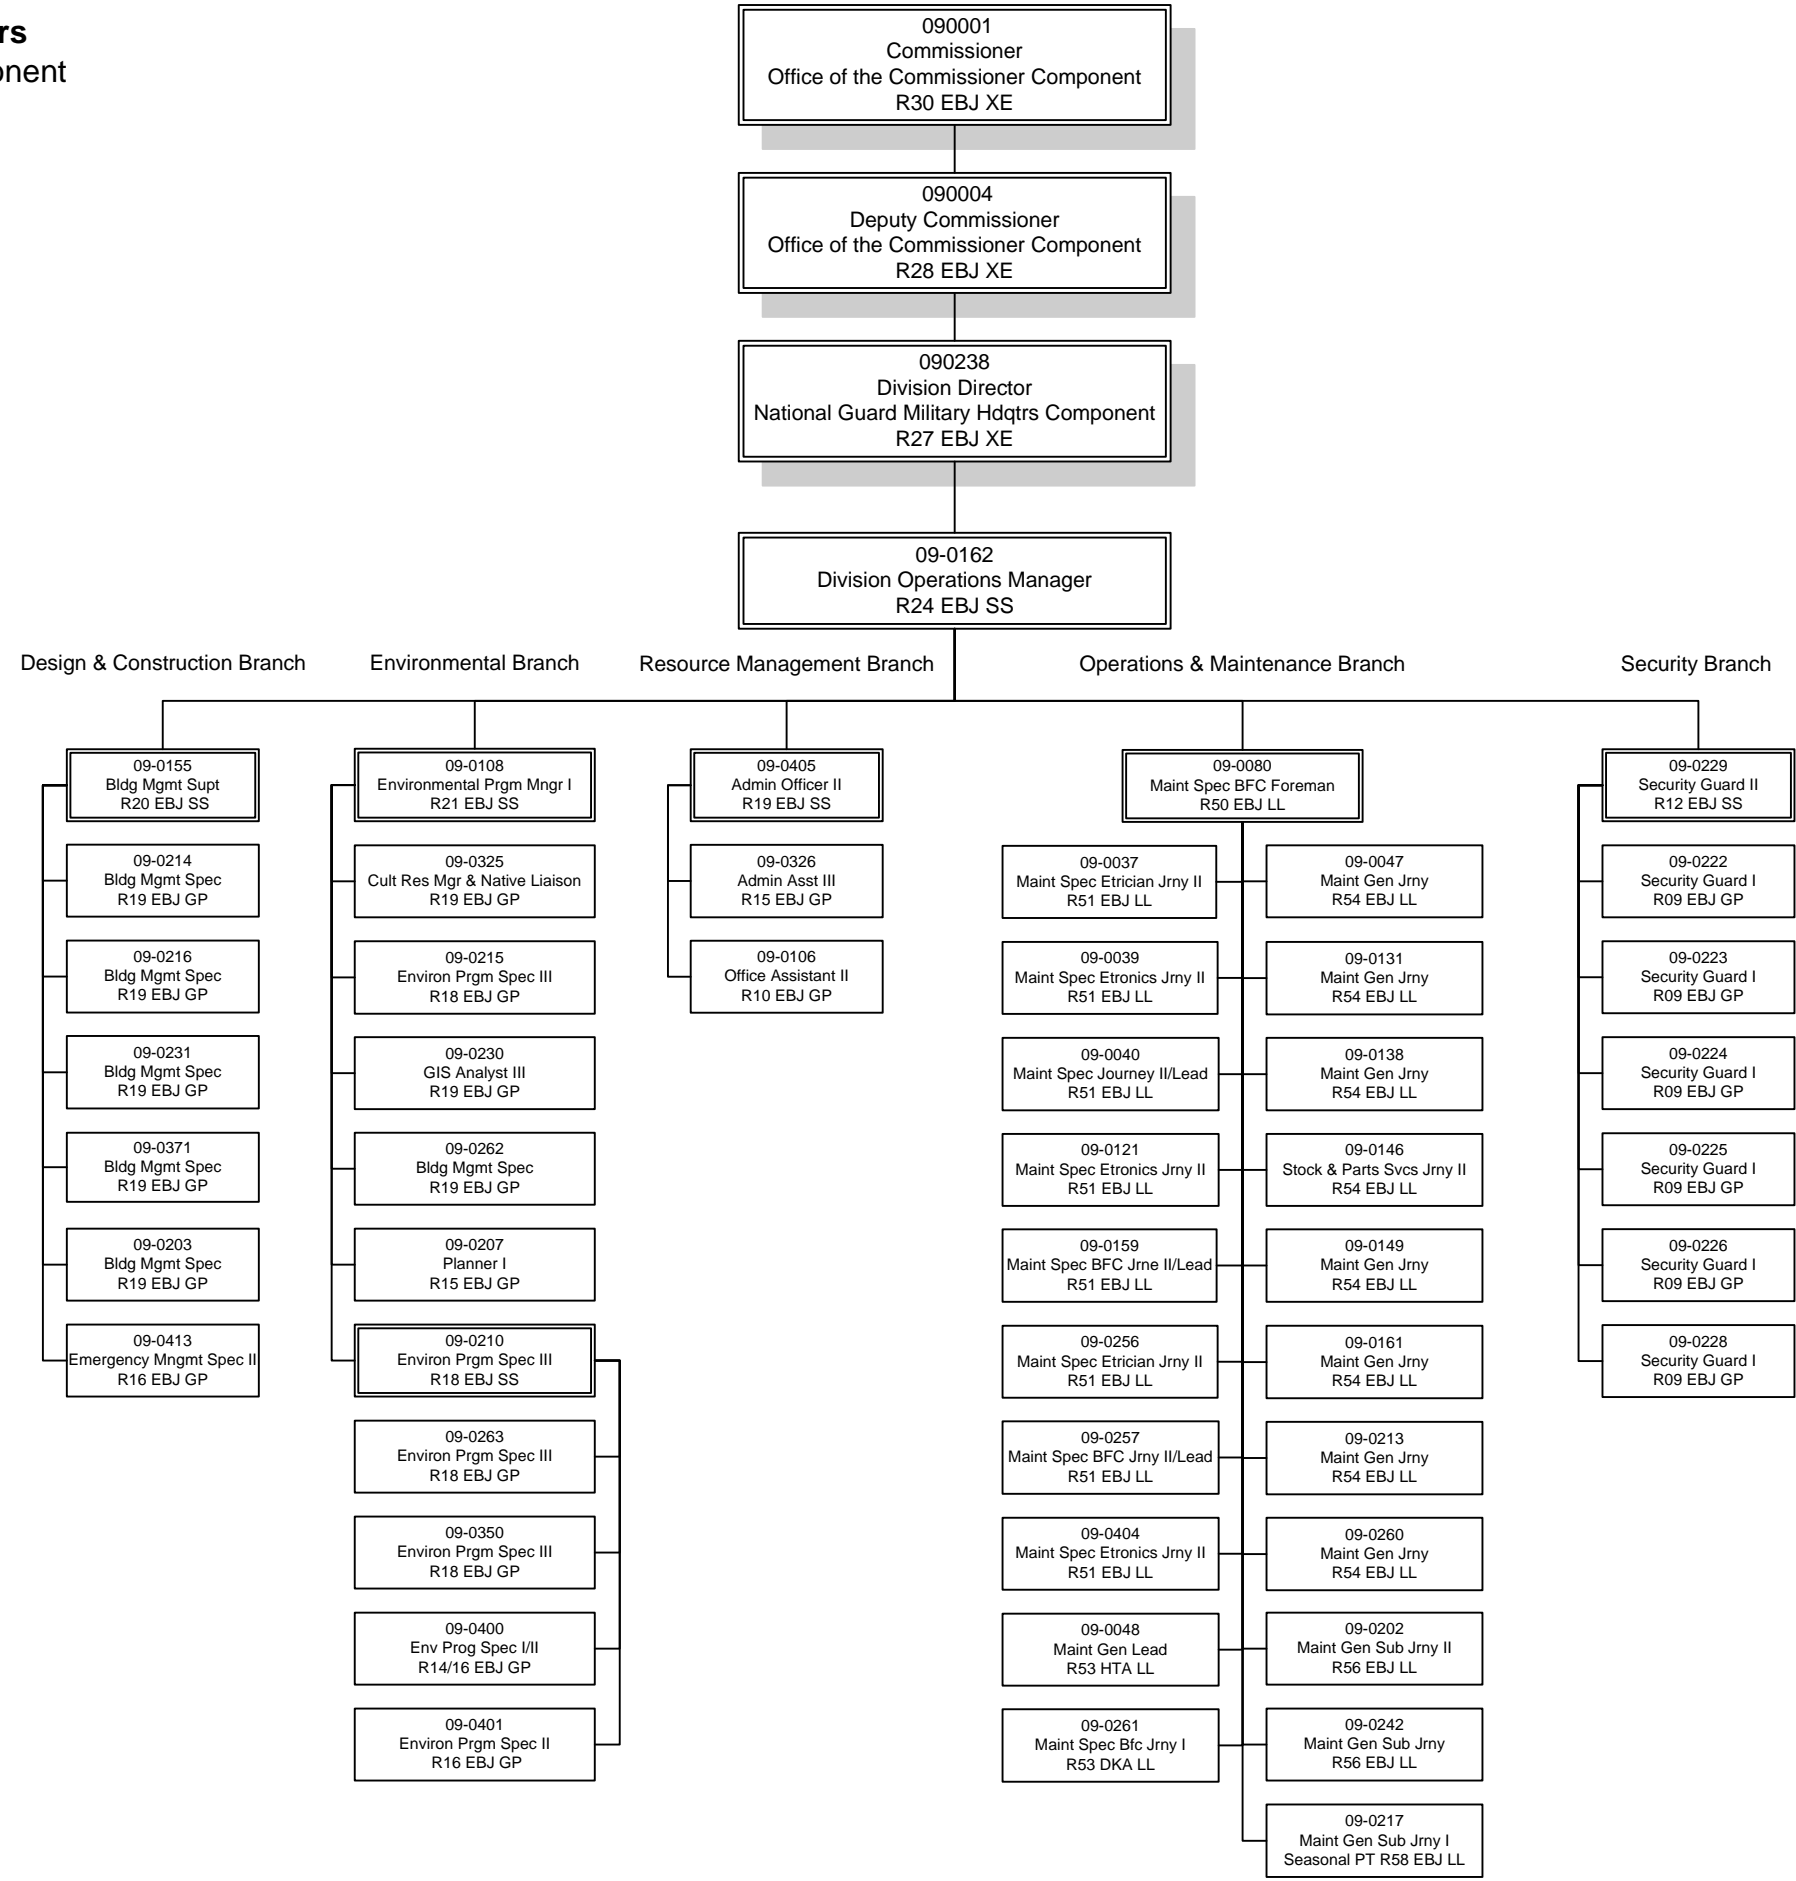 rs
onent
090001
Commissioner
Office of the Commissioner Component
R30 EBJ XE
090004
Deputy Commissioner
Office of the Commissioner Component
R28 EBJ XE
090238
Division Director
National Guard Military Hdqtrs Component
R27 EBJ XE
09-0162
Division Operations Manager
R24 EBJ SS
Design & Construction Branch
Environmental Branch
Resource Management Branch
Operations & Maintenance Branch
Security Branch
09-0155
Bldg Mgmt Supt
R20 EBJ SS
09-0214
Bldg Mgmt Spec
R19 EBJ GP
09-0216
Bldg Mgmt Spec
R19 EBJ GP
09-0231
Bldg Mgmt Spec
R19 EBJ GP
09-0371
Bldg Mgmt Spec
R19 EBJ GP
09-0203
Bldg Mgmt Spec
R19 EBJ GP
09-0413
Emergency Mngmt Spec II
R16 EBJ GP
09-0108
Environmental Prgm Mngr I
R21 EBJ SS
09-0325
Cult Res Mgr & Native Liaison
R19 EBJ GP
09-0215
Environ Prgm Spec III
R18 EBJ GP
09-0230
GIS Analyst III
R19 EBJ GP
09-0262
Bldg Mgmt Spec
R19 EBJ GP
09-0207
Planner I
R15 EBJ GP
09-0210
Environ Prgm Spec III
R18 EBJ SS
09-0263
Environ Prgm Spec III
R18 EBJ GP
09-0350
Environ Prgm Spec III
R18 EBJ GP
09-0400
Env Prog Spec I/II
R14/16 EBJ GP
09-0401
Environ Prgm Spec II
R16 EBJ GP
09-0405
Admin Officer II
R19 EBJ SS
09-0326
Admin Asst III
R15 EBJ GP
09-0106
Office Assistant II
R10 EBJ GP
09-0080
Maint Spec BFC Foreman
R50 EBJ LL
09-0037
Maint Spec Etrician Jrny II
R51 EBJ LL
09-0039
Maint Spec Etronics Jrny II
R51 EBJ LL
09-0040
Maint Spec Journey II/Lead
R51 EBJ LL
09-0121
Maint Spec Etronics Jrny II
R51 EBJ LL
09-0159
Maint Spec BFC Jrne II/Lead
R51 EBJ LL
09-0256
Maint Spec Etrician Jrny II
R51 EBJ LL
09-0257
Maint Spec BFC Jrny II/Lead
R51 EBJ LL
09-0404
Maint Spec Etronics Jrny II
R51 EBJ LL
09-0048
Maint Gen Lead
R53 HTA LL
09-0261
Maint Spec Bfc Jrny I
R53 DKA LL
09-0047
Maint Gen Jrny
R54 EBJ LL
09-0131
Maint Gen Jrny
R54 EBJ LL
09-0138
Maint Gen Jrny
R54 EBJ LL
09-0146
Stock & Parts Svcs Jrny II
R54 EBJ LL
09-0149
Maint Gen Jrny
R54 EBJ LL
09-0161
Maint Gen Jrny
R54 EBJ LL
09-0213
Maint Gen Jrny
R54 EBJ LL
09-0260
Maint Gen Jrny
R54 EBJ LL
09-0202
Maint Gen Sub Jrny II
R56 EBJ LL
09-0242
Maint Gen Sub Jrny
R56 EBJ LL
09-0217
Maint Gen Sub Jrny I
Seasonal PT R58 EBJ LL
09-0229
Security Guard II
R12 EBJ SS
09-0222
Security Guard I
R09 EBJ GP
09-0223
Security Guard I
R09 EBJ GP
09-0224
Security Guard I
R09 EBJ GP
09-0225
Security Guard I
R09 EBJ GP
09-0226
Security Guard I
R09 EBJ GP
09-0228
Security Guard I
R09 EBJ GP